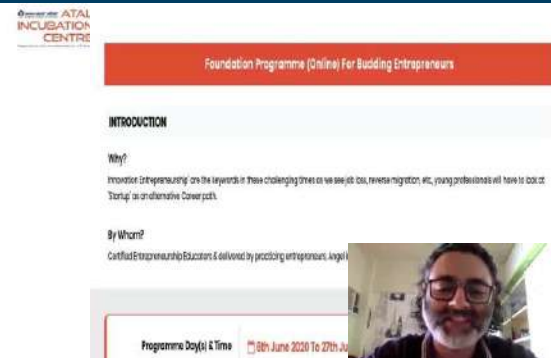 ATAL
INCUBATION
CENTRE
Foundation Programme (Online) For Budding Entrepreneurs
INTRODUCTION
Why?
Innovation Entrepreneurship' are the keywords in these challenging times as we see job loss, reverse migration, etc, young professionals will have to look at
'Startup' as an alternative Career path.
By Whom?
Certified Entrepreneurship Educators & delivered by practicing entrepreneurs, Angel
Programme Day(s) & Time 8th June 2020 To 27th Ju